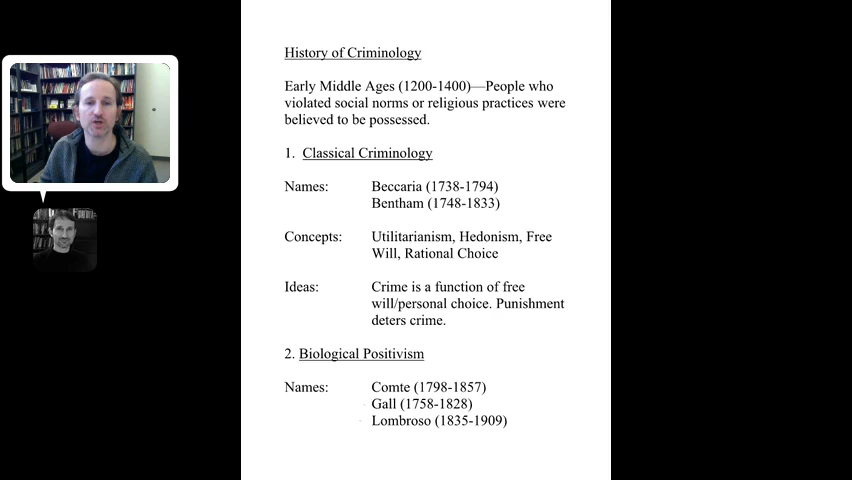 History of Criminology
Early Middle Ages (1200-1400)—People who
violated social norms or religious practices were
believed to be possessed.
1. Classical Criminology
Names: Beccaria (1738-1794)
Bentham (1748-1833)
Concepts: Utilitarianism, Hedonism, Free
Will, Rational Choice
Ideas: Crime is a function of free
will/personal choice. Punishment
deters crime.
2. Biological Positivism
Names: Comte (1798-1857)
Gall (1758-1828)
Lombroso (1835-1909)